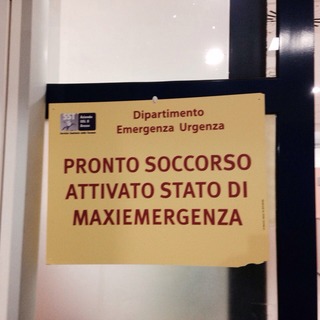 Dipartimento
Emergenza Urgenza
PRONTO SOCCORSO
ATTIVATO STATO DI
MAXIEMERGENZA